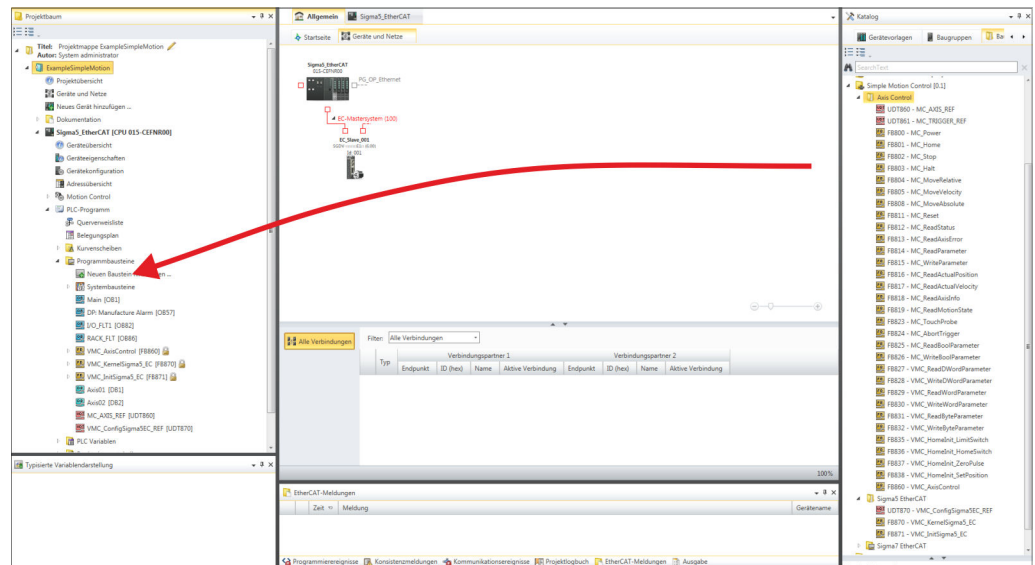 Projektbaum
Titel: Projektmappe ExampleSimpleMotion
Autor: System administrator
ExampleSimpleMotion
Projektübersicht
Geräte und Netze
Neues Gerät hinzufügen ...
Dokumentation
Sigma5_EtherCAT [CPU 015-CEFNR00]
Geräteübersicht
Geräteeigenschaften
Gerätekonfiguration
Adressübersicht
Motion Control
PLC-Programm
Querverweisliste
Belegungsplan
Kurvenscheiben
Programmbausteine
Neuen Baustein
Systembausteine
Main [OB1]
DP: Manufacture Alarm [OB57]
I/O_FLT1 [OB82]
RACK_FLT [OB86]
VMC_AxisControl [FB860]
VMC_KernelSigma5_EC [FB870]
VMC_InitSigma5_EC [FB871]
Axis01 [DB1]
Axis02 [DB2]
MC_AXIS_REF [UDT860]
VMC_ConfigSigma5EC_REF [UDT870]
PLC Variablen
Typisierte Variablendarstellung
Allgemein
Sigma5_EtherCAT
Startseite
Geräte und Netze
Sigma5_EtherCAT
015-CEFNR00
PG_OP_Ethernet
EC-Mastersystem (100)
EC_Slave_001
Id_001
Alle Verbindungen
Filter:
Alle Verbindungen
Typ
Verbindungspartner 1
Verbindungspartner 2
Endpunkt
ID (hex)
Name
Aktive Verbindung
Endpunkt
ID (hex)
Name
Aktive Verbindung
100%
EtherCAT-Meldungen
Zeit
Meldung
Gerätename
Programmierereignisse
Konsistenzmeldungen
Kommunikationsereignisse
Projektlogbuch
EtherCAT-Meldungen
Ausgabe
Katalog
Gerätevorlagen
Baugruppen
Ba
SearchText
Simple Motion Control [0.1]
Axis Control
UDT860 - MC_AXIS_REF
UDT861 - MC_TRIGGER_REF
FB800 - MC_Power
FB801 - MC_Home
FB802 - MC_Stop
FB803 - MC_Halt
FB804 - MC_MoveRelative
FB805 - MC_MoveVelocity
FB808 - MC_MoveAbsolute
FB811 - MC_Reset
FB812 - MC_ReadStatus
FB813 - MC_ReadAxisError
FB814 - MC_ReadParameter
FB815 - MC_WriteParameter
FB816 - MC_ReadActualPosition
FB817 - MC_ReadActualVelocity
FB818 - MC_ReadAxisInfo
FB819 - MC_ReadMotionState
FB823 - MC_TouchProbe
FB824 - MC_AbortTrigger
FB825 - MC_ReadBoolParameter
FB826 - MC_WriteBoolParameter
FB827 - VMC_ReadDWordParameter
FB828 - VMC_WriteDWordParameter
FB829 - VMC_ReadWordParameter
FB830 - VMC_WriteWordParameter
FB831 - VMC_ReadByteParameter
FB832 - VMC_WriteByteParameter
FB835 - VMC_HomeInit_LimitSwitch
FB836 - VMC_HomeInit_HomeSwitch
FB837 - VMC_HomeInit_ZeroPulse
FB838 - VMC_HomeInit_SetPosition
FB860 - VMC_AxisControl
Sigma5 EtherCAT
UDT870 - VMC_ConfigSigma5EC_REF
FB870 - VMC_KernelSigma5_EC
FB871 - VMC_InitSigma5_EC
Sigma7 EtherCAT